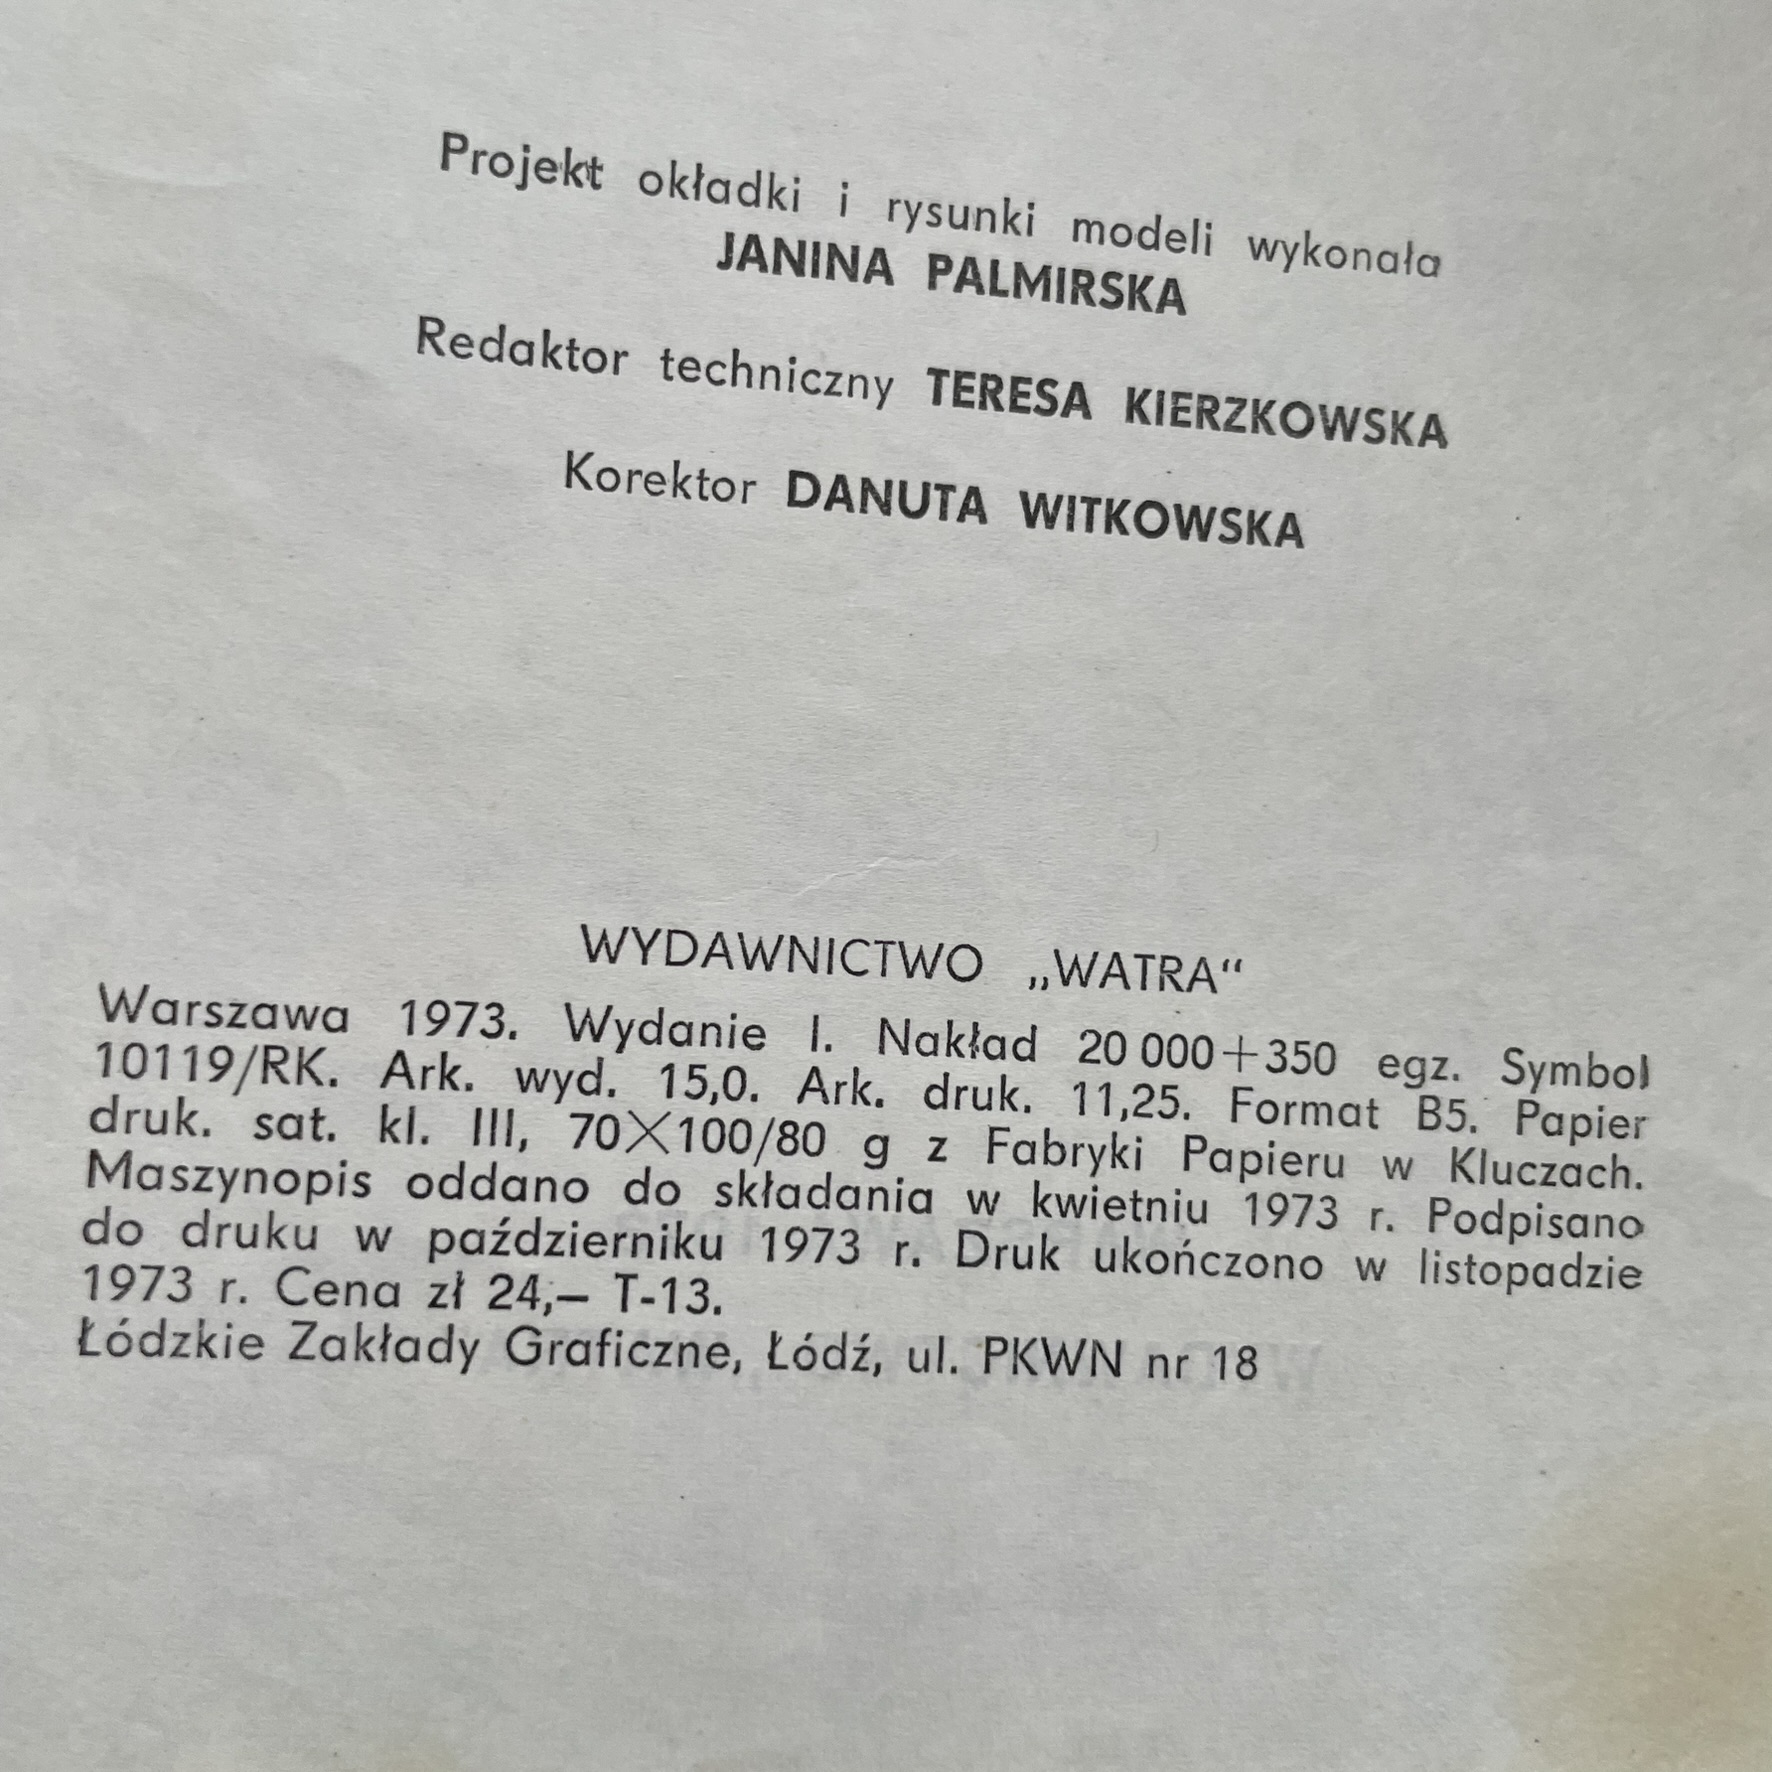 Projekt okładki i rysunki modeli wykonała
JANINA PALMIRSKA
Redaktor techniczny TERESA KIERZKOWSKA
Korektor DANUTA WITKOWSKA
WYDAWNICTWO „WATRA“
Warszawa 1973. Wydanie I. Nakład 20 000+350 egz. Symbol
10119/RK. Ark. wyd. 15,0. Ark. druk. 11,25. Format B5. Papier
druk. sat. kl. III, 70×100/80 g z Fabryki Papieru w Kluczach.
Maszynopis oddano do składania w kwietniu 1973 r. Podpisano
do druku w październiku 1973 r. Druk ukończono w listopadzie
1973 r. Cena zł 24,— T-13.
Łódzkie Zakłady Graficzne, Łódź, ul. PKWN nr 18